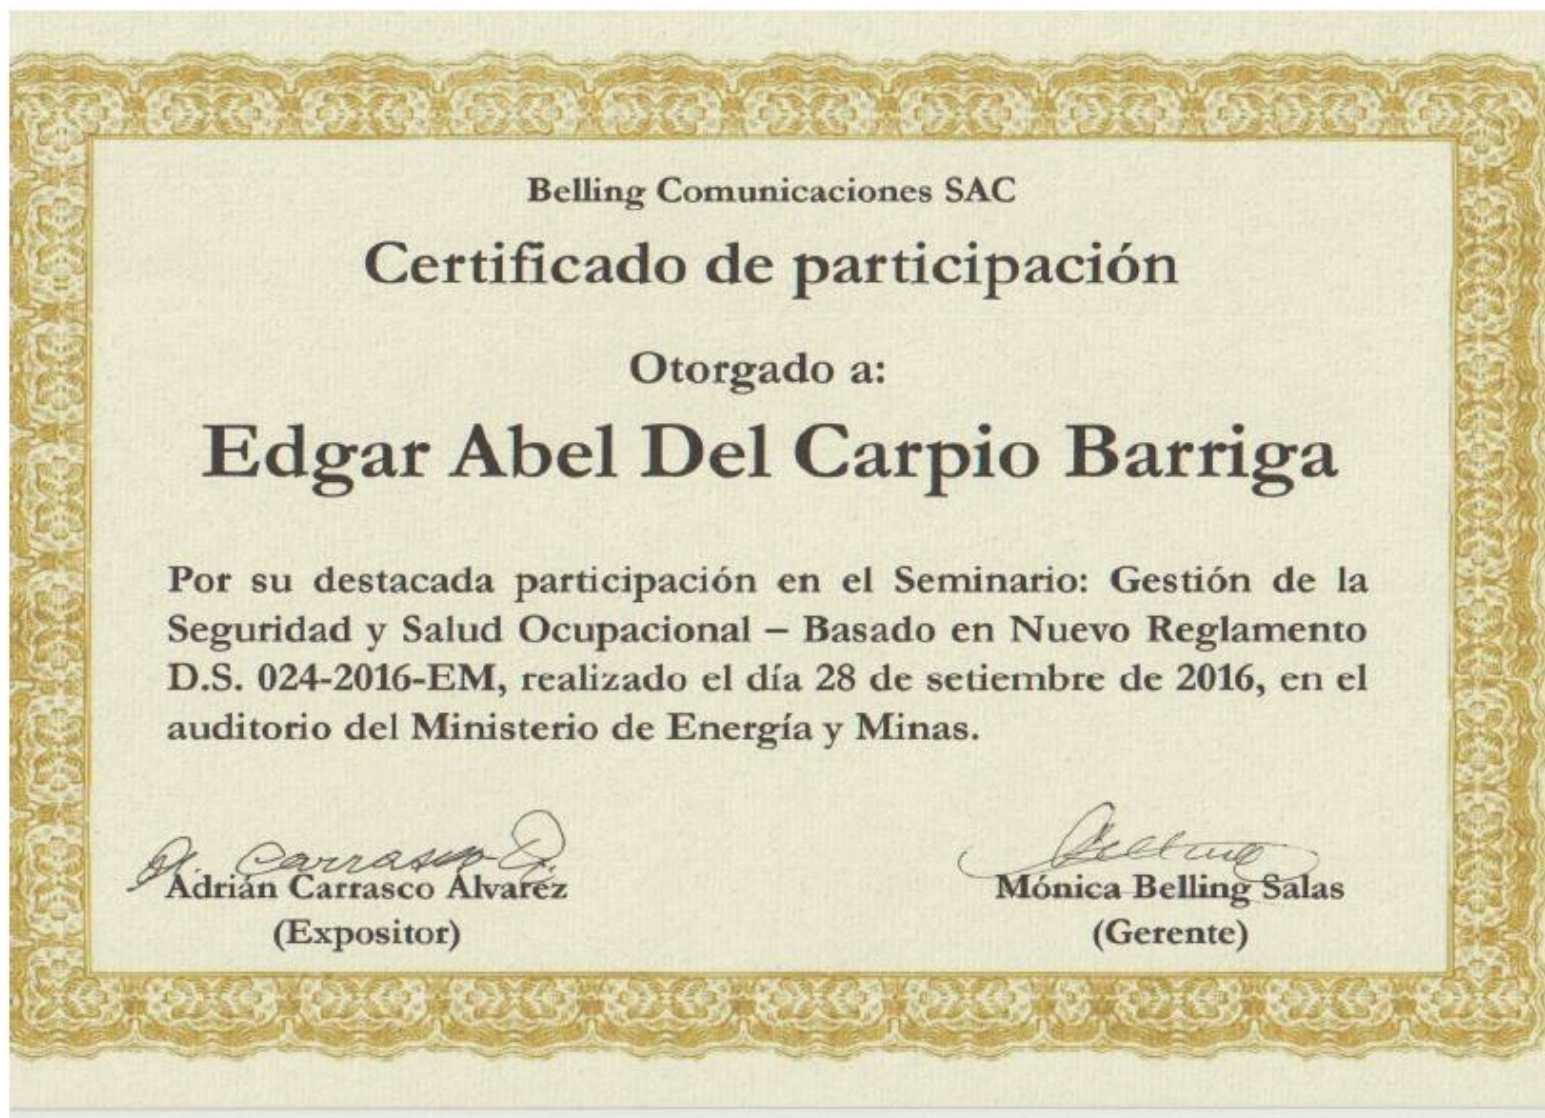 Belling Comunicaciones SAC
Certificado de participación
Otorgado a:
Edgar Abel Del Carpio Barriga
Por su destacada participación en el Seminario: Gestión de la
Seguridad y Salud Ocupacional – Basado en Nuevo Reglamento
D.S. 024-2016-EM, realizado el día 28 de setiembre de 2016, en el
auditorio del Ministerio de Energía y Minas.
Adrián Carrasco Álvarez
(Expositor)
Mónica Belling Salas
(Gerente)